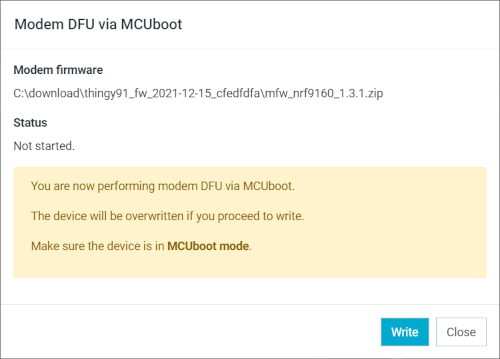 Modem DFU via MCUboot
Modem firmware
C:\download\thingy91_fw_2021-12-15_cfedfdfa\mfw_nrf9160_1.3.1.zip
Status
Not started.
You are now performing modem DFU via MCUboot.
The device will be overwritten if you proceed to write.
Make sure the device is in MCUboot mode.
Write
Close